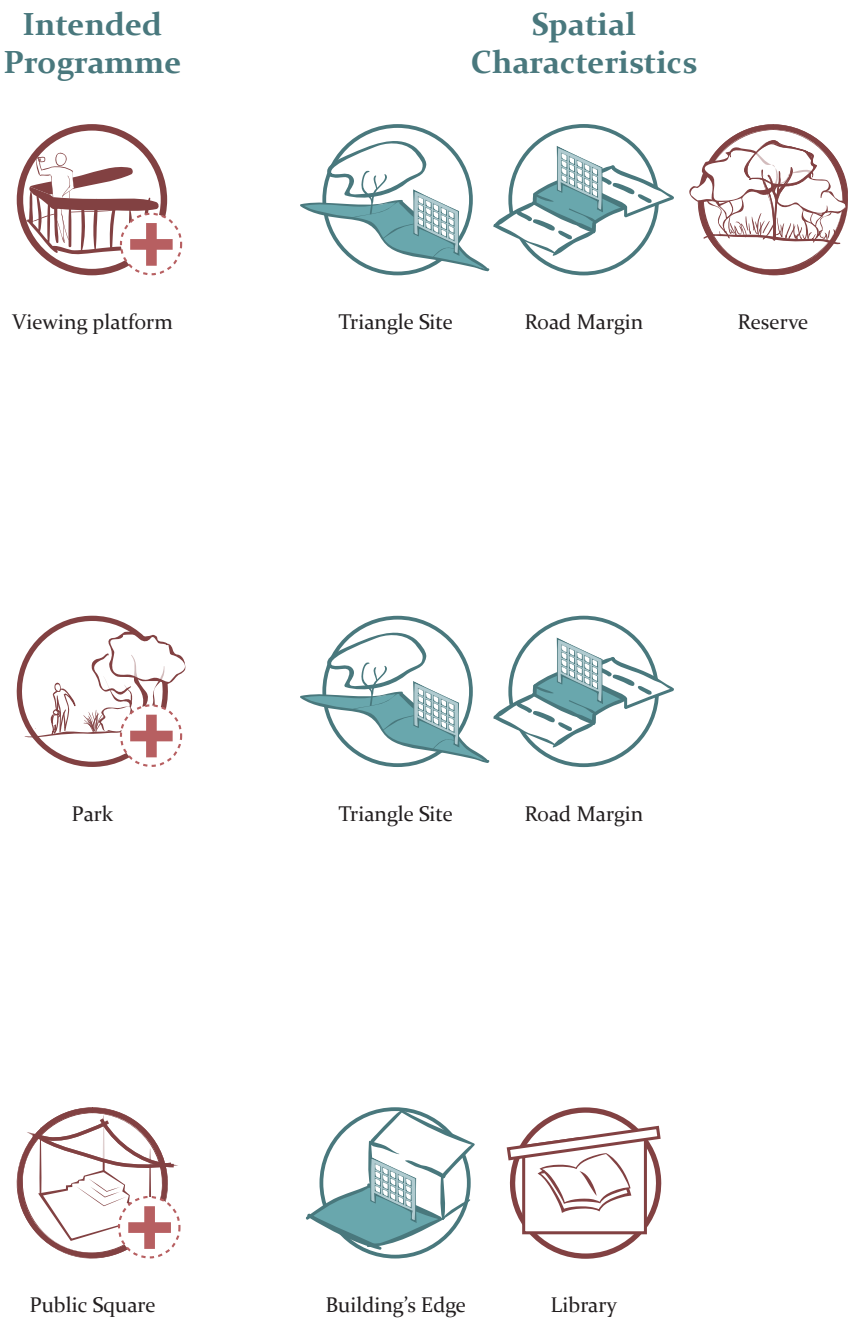 Intended
Programme
Spatial
Characteristics
Viewing platform
Triangle Site
Road Margin
Reserve
Park
Triangle Site
Road Margin
Public Square
Building's Edge
Library